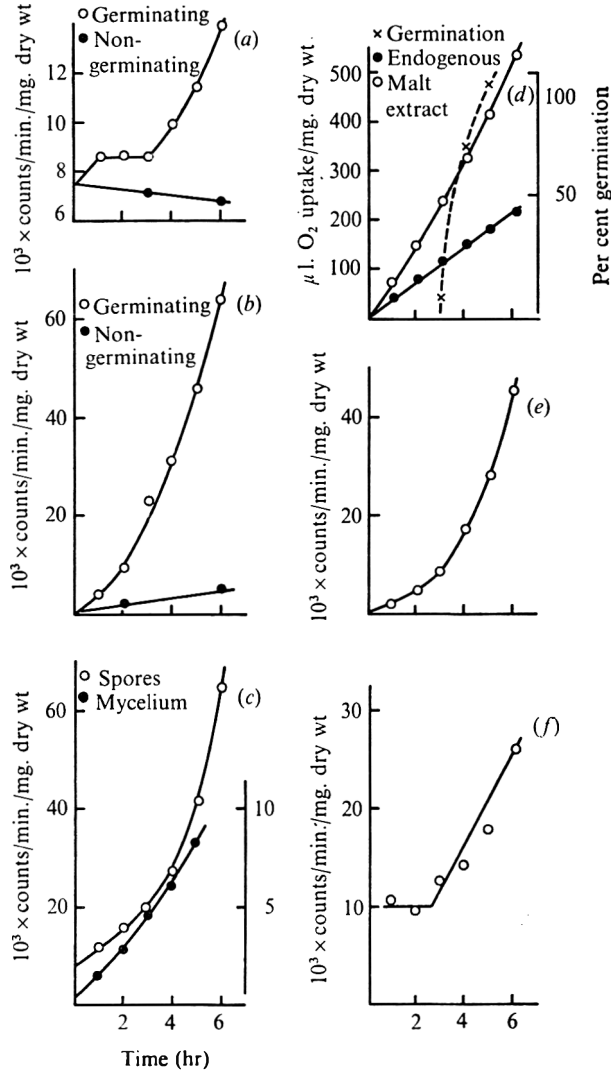 Germinating
Non-
germinating
(a)
12
10
8
6
10³ × counts/min./mg. dry wt
Germinating
Non-
germinating
(b)
60
40
20
10³ × counts/min./mg. dry wt
Spores
Mycelium
(c)
60
40
20
10
5
10³ × counts/min./mg. dry wt
2
4
6
Time (hr)
Germination
Endogenous
Malt
extract
(d)
500
400
300
200
100
100
50
μl. O₂ uptake/mg. dry wt
Per cent germination
(e)
40
20
10³ × counts/min./mg. dry wt
(f)
30
20
10
10³ × counts/min./mg. dry wt
2
4
6